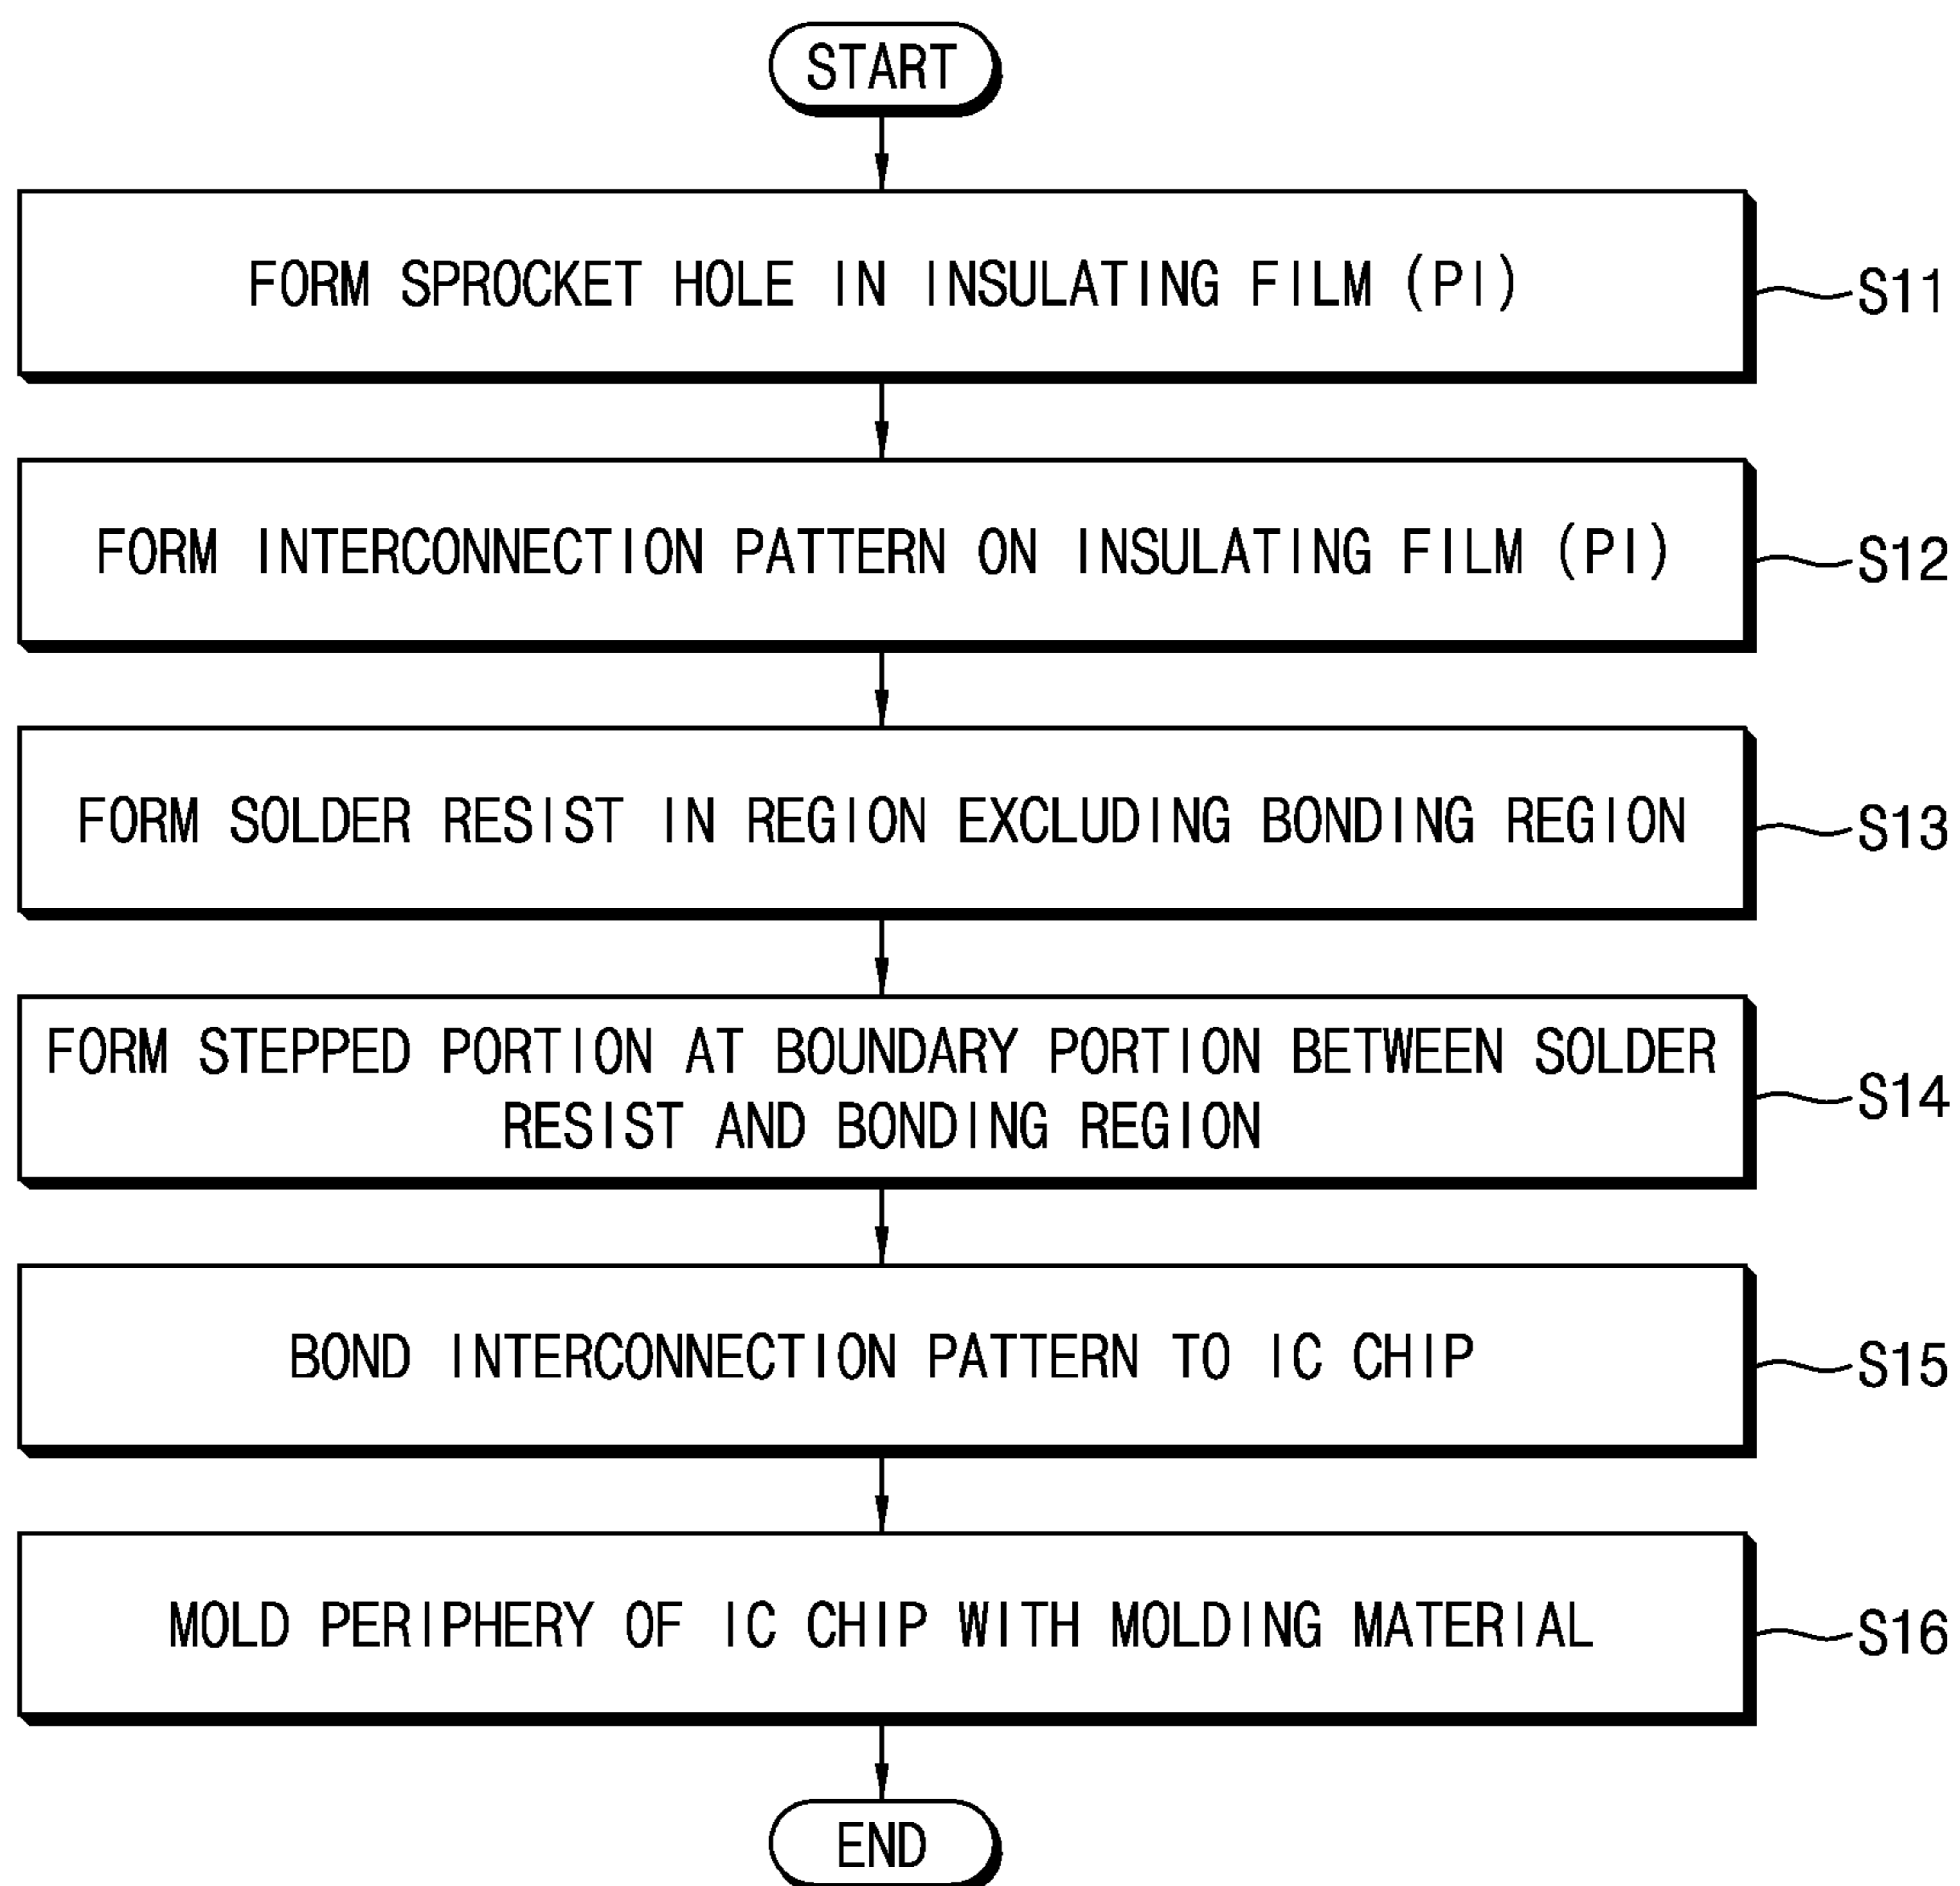 START
FORM SPROCKET HOLE IN INSULATING FILM (PI)
S11
FORM INTERCONNECTION PATTERN ON INSULATING FILM (PI)
S12
FORM SOLDER RESIST IN REGION EXCLUDING BONDING REGION
S13
FORM STEPPED PORTION AT BOUNDARY PORTION BETWEEN SOLDER
RESIST AND BONDING REGION
S14
BOND INTERCONNECTION PATTERN TO IC CHIP
S15
MOLD PERIPHERY OF IC CHIP WITH MOLDING MATERIAL
S16
END